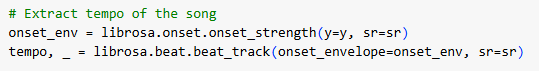 # Extract tempo of the song
onset_env = librosa.onset.onset_strength(y=y, sr=sr)
tempo, _ = librosa.beat.beat_track(onset_envelope=onset_env, sr=sr)